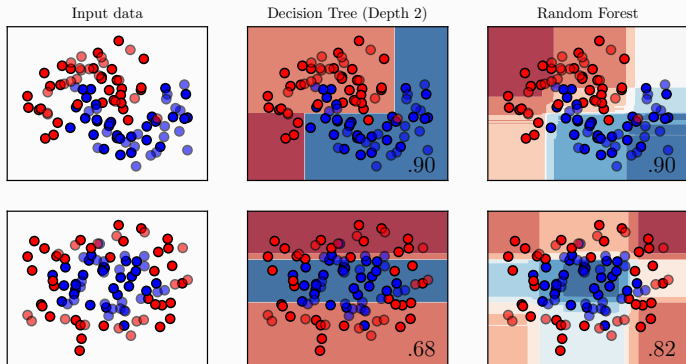 Input data
Decision Tree (Depth 2)
Random Forest
.90
.90
.68
.82